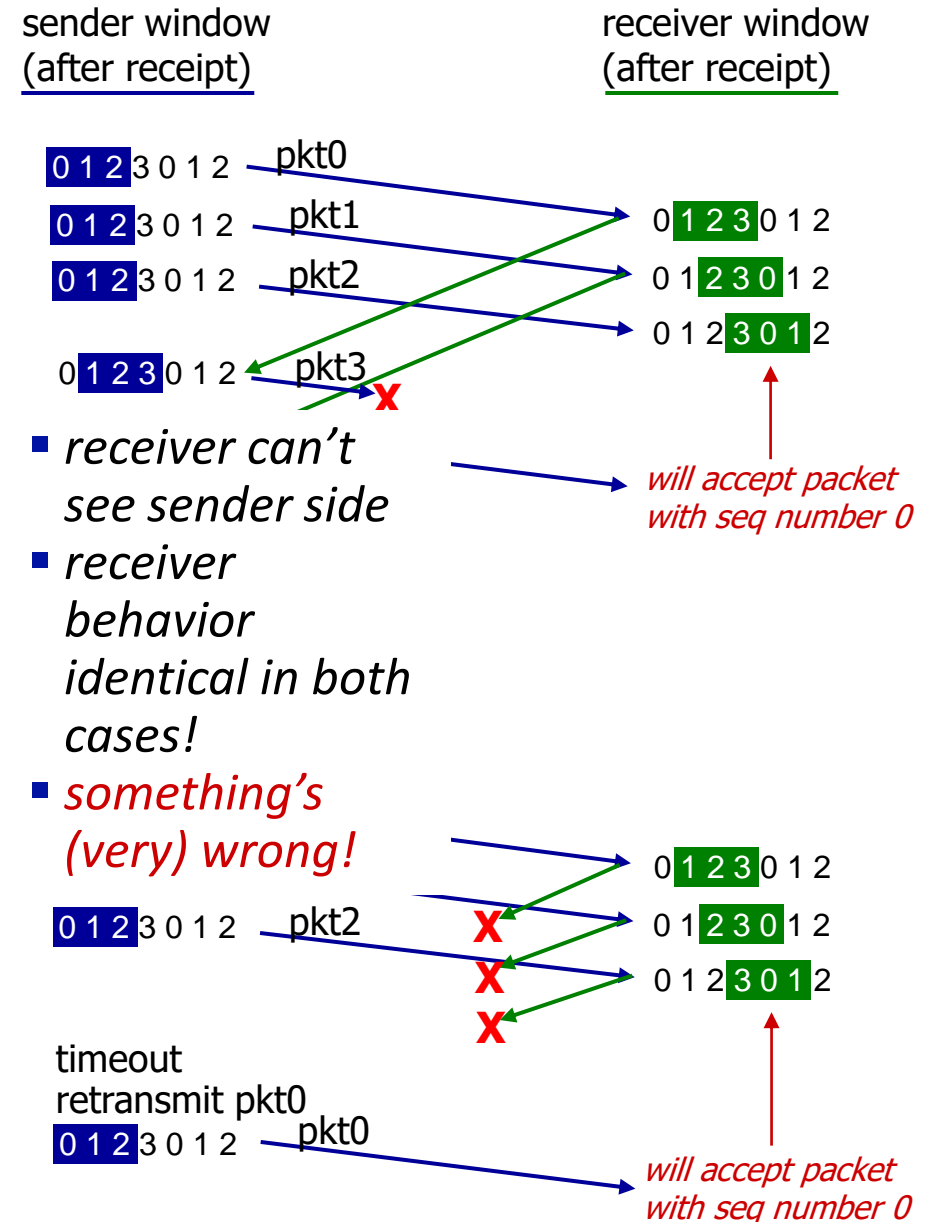 sender window
(after receipt)
receiver window
(after receipt)
0 1 2 3 0 1 2
pkt0
0 1 2 3 0 1 2
0 1 2 3 0 1 2
pkt1
0 1 2 3 0 1 2
0 1 2 3 0 1 2
pkt2
0 1 2 3 0 1 2
0 1 2 3 0 1 2
pkt3
X
receiver can't
see sender side
receiver
behavior
identical in both
cases!
something's
(very) wrong!
will accept packet
with seq number 0
0 1 2 3 0 1 2
0 1 2 3 0 1 2
pkt2
X
0 1 2 3 0 1 2
X
0 1 2 3 0 1 2
X
timeout
retransmit pkt0
0 1 2 3 0 1 2
pkt0
will accept packet
with seq number 0